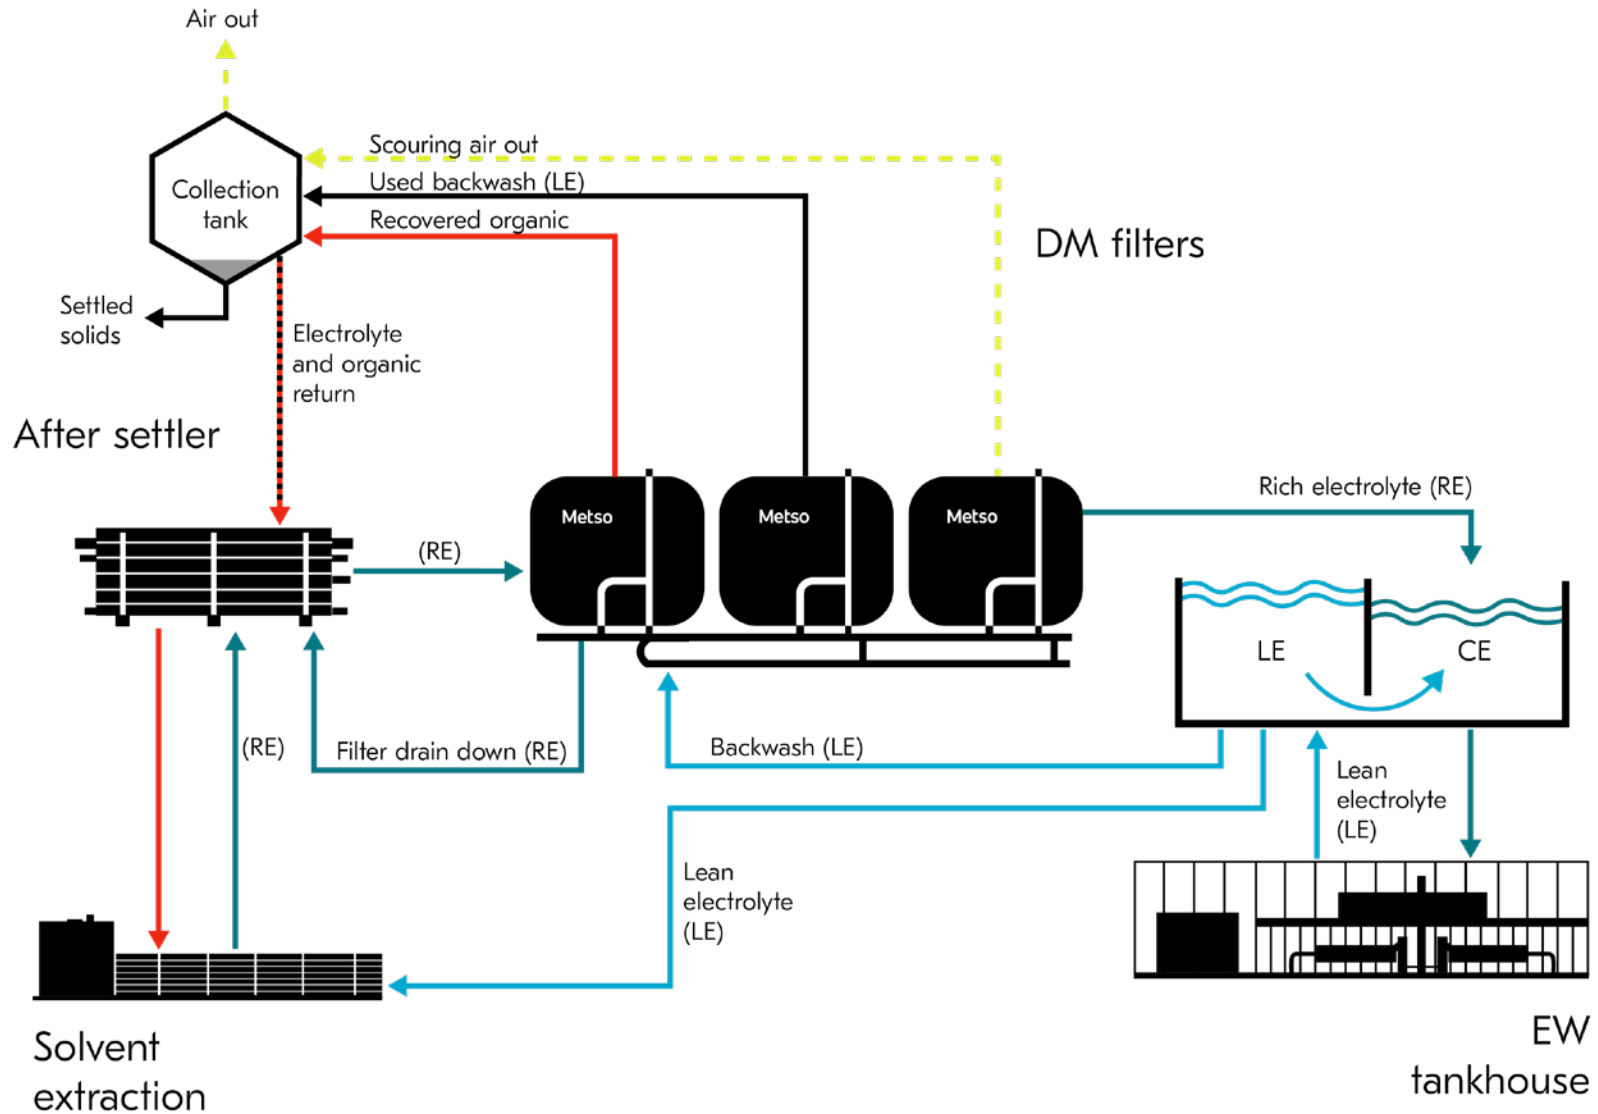 Air out
Scouring air out
Used backwash (LE)
Recovered organic
Collection
tank
DM filters
Settled
solids
Electrolyte
and organic
return
After settler
Rich electrolyte (RE)
Metso
Metso
Metso
(RE)
LE
CE
(RE)
Filter drain down (RE)
Backwash (LE)
Lean
electrolyte
(LE)
Lean
electrolyte
(LE)
Solvent
extraction
EW
tankhouse